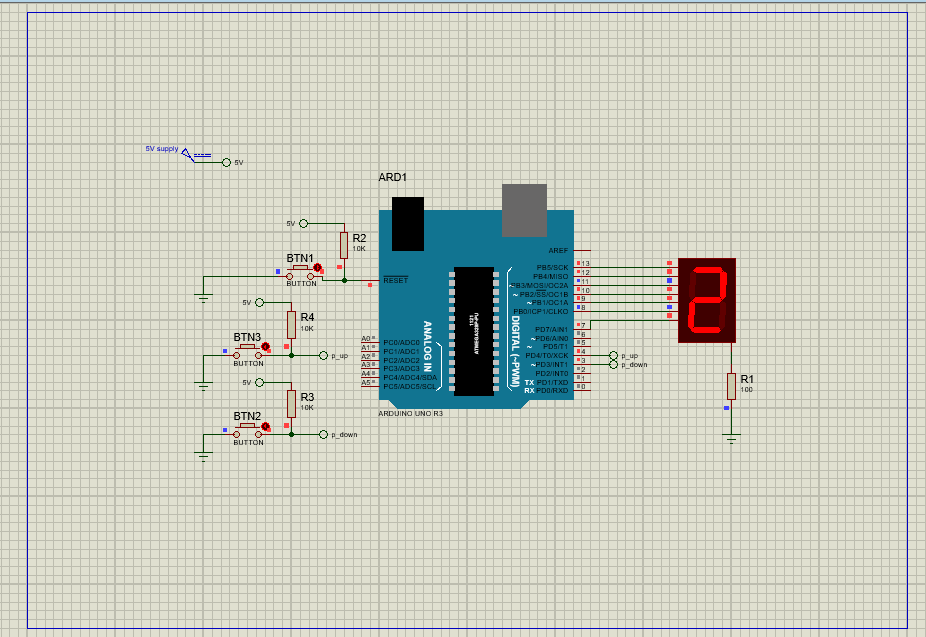 5V supply
5V
ARD1
5V
R2
10K
BTN1
BUTTON
5V
R4
10K
BTN3
BUTTON
p_up
5V
R3
10K
BTN2
BUTTON
p_down
RESET
AREF
PB5/SCK 13
PB4/MISO 12
~PB3/MOSI/OC2A 11
~ PB2/SS/OC1B 10
~PB1/OC1A 9
PB0/ICP1/CLKO 8
PD7/AIN1 7
~ PD6/AIN0 6
~ PD5/T1 5
PD4/T0/XCK 4
~ PD3/INT1 3
PD2/INT0 2
TX PD1/TXD 1
RX PD0/RXD 0
A0 PC0/ADC0
A1 PC1/ADC1
A2 PC2/ADC2
A3 PC3/ADC3
A4 PC4/ADC4/SDA
A5 PC5/ADC5/SCL
ANALOG IN
DIGITAL (~PWM)
1121
ATMEGA328P-PU
ARDUINO UNO R3
p_up
p_down
2
R1
100